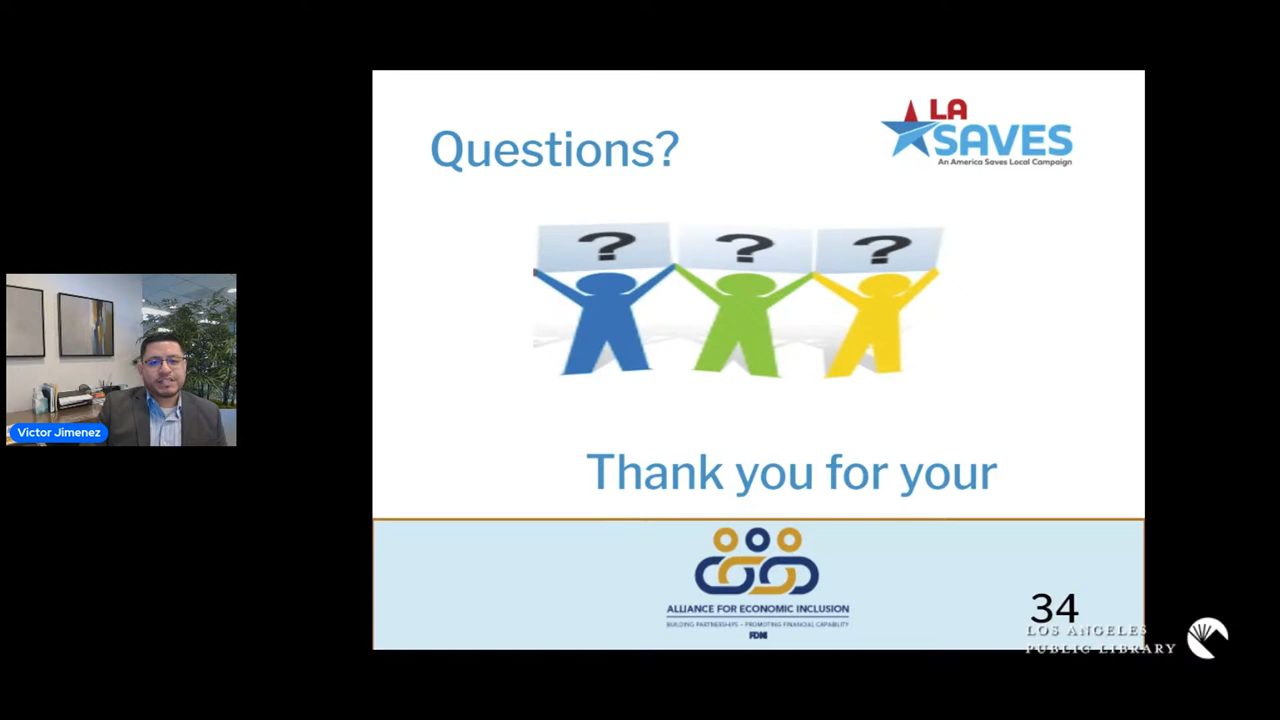 Questions?
LA
SAVES
An America Saves Local Campaign
? ? ?
Victor Jimenez
Thank you for your
ALLIANCE FOR ECONOMIC INCLUSION
BUILDING PARTNERSHIPS – PROMOTING FINANCIAL CAPABILITY
34
LOS ANGELES
PUBLIC LIBRARY